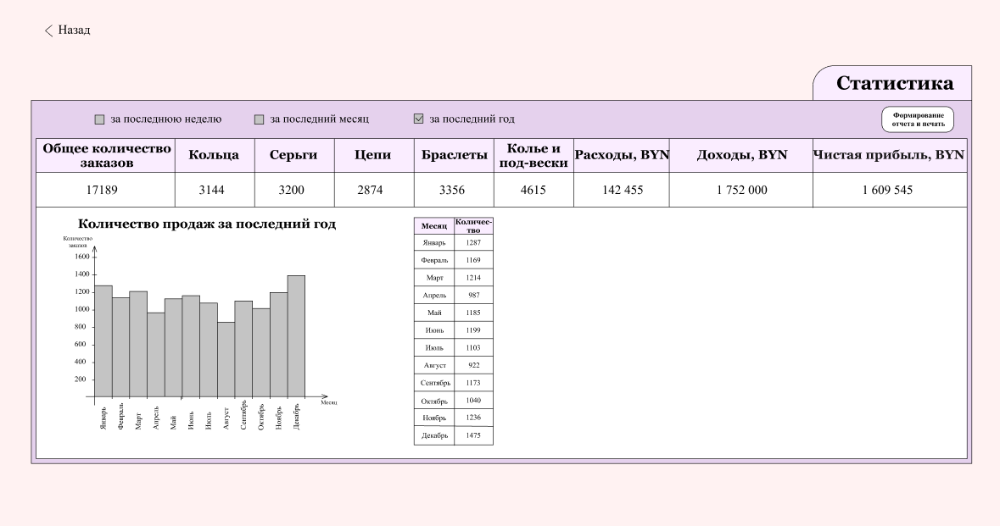 Назад
Статистика
за последнюю неделю
за последний месяц
за последний год
Формирование
отчета и печать
Общее количество
заказов
Кольца
Серьги
Цепи
Браслеты
Колье и
под-вески
Расходы, BYN
Доходы, BYN
Чистая прибыль, BYN
17189
3144
3200
2874
3356
4615
142 455
1 752 000
1 609 545
Количество продаж за последний год
Количество
заказов
1600
1400
1200
1000
800
600
400
200
Месяц
Январь
Февраль
Март
Апрель
Май
Июнь
Июль
Август
Сентябрь
Октябрь
Ноябрь
Декабрь
Месяц
Количес-
тво
Январь 1287
Февраль 1169
Март 1214
Апрель 987
Май 1185
Июнь 1199
Июль 1103
Август 922
Сентябрь 1173
Октябрь 1040
Ноябрь 1236
Декабрь 1475